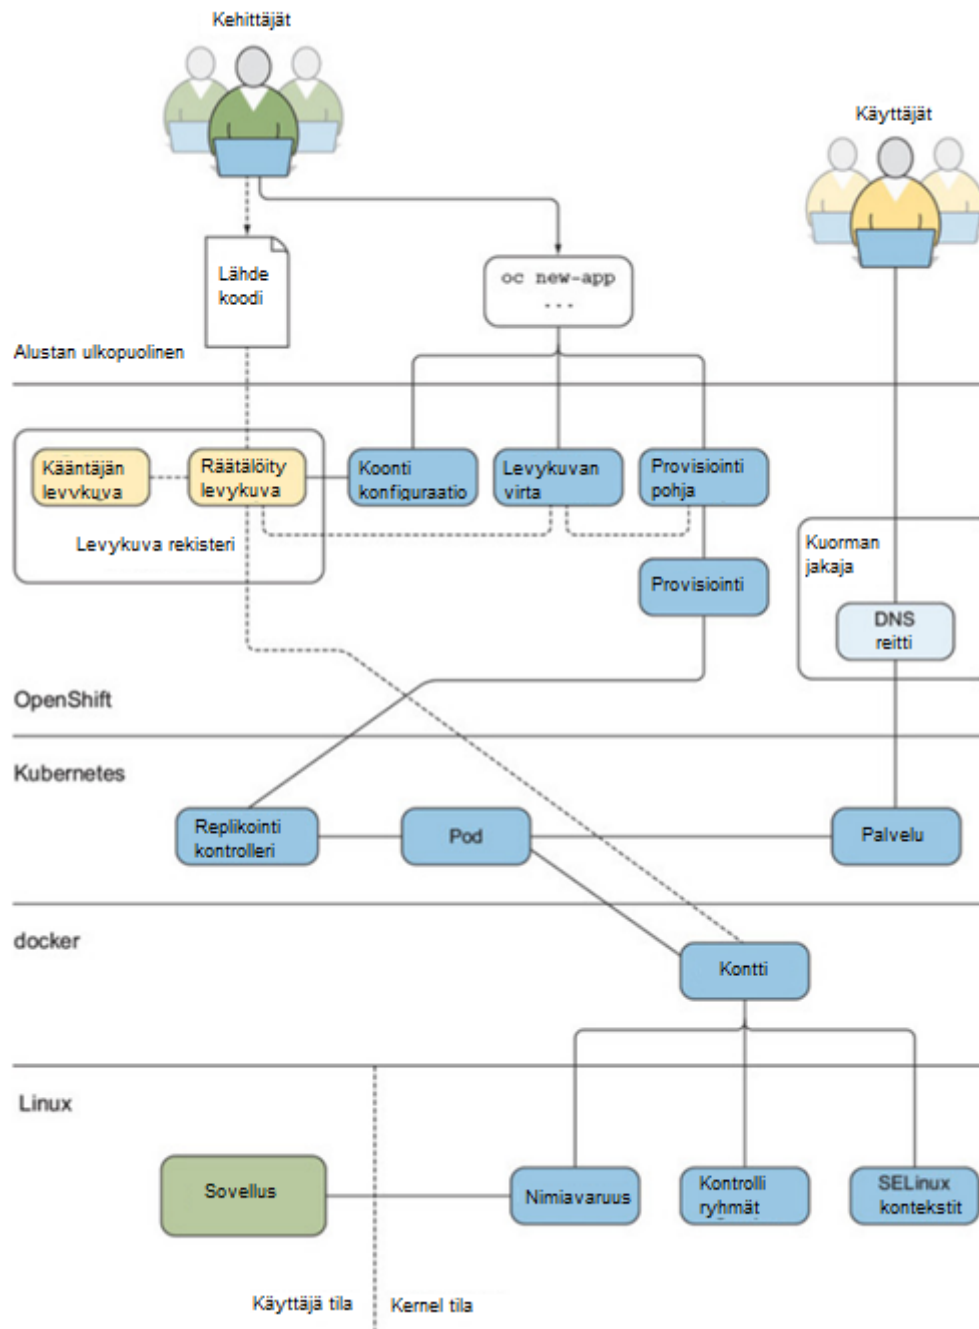 Kehittäjät
Käyttäjät
Lähde
koodi
oc new-app
...
Alustan ulkopuolinen
Kääntäjän
levykuva
Räätälöity
levykuva
Koonti
konfiguraatio
Levykuvan
virta
Provisiointi
pohja
Levykuva rekisteri
Kuorman
jakaja
Provisiointi
DNS
reitti
OpenShift
Kubernetes
Replikointi
kontrolleri
Pod
Palvelu
docker
Kontti
Linux
Sovellus
Nimiavaruus
Kontrolli
ryhmät
SELinux
kontekstit
Käyttäjä tila
Kernel tila